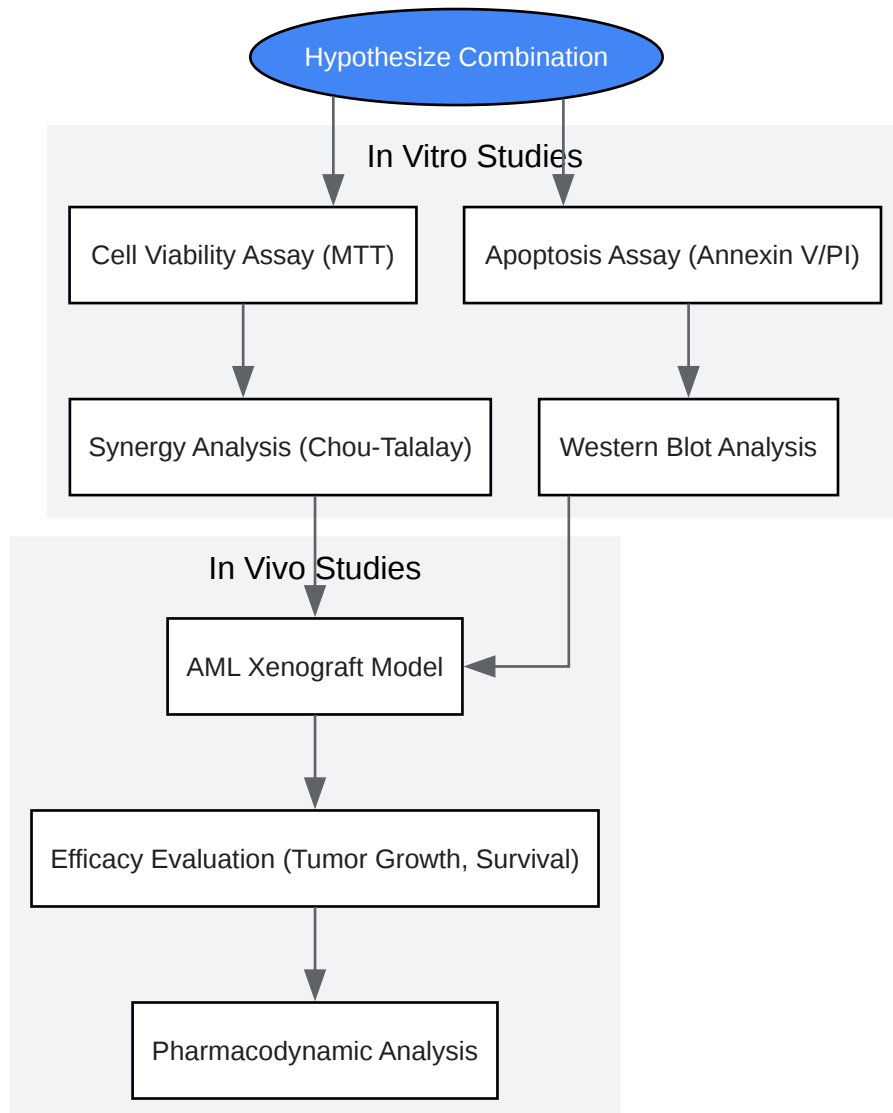 Hypothesize Combination
In Vitro Studies
Cell Viability Assay (MTT)
Apoptosis Assay (Annexin V/PI)
Synergy Analysis (Chou-Talalay)
Western Blot Analysis
In Vivo Studies
AML Xenograft Model
Efficacy Evaluation (Tumor Growth, Survival)
Pharmacodynamic Analysis